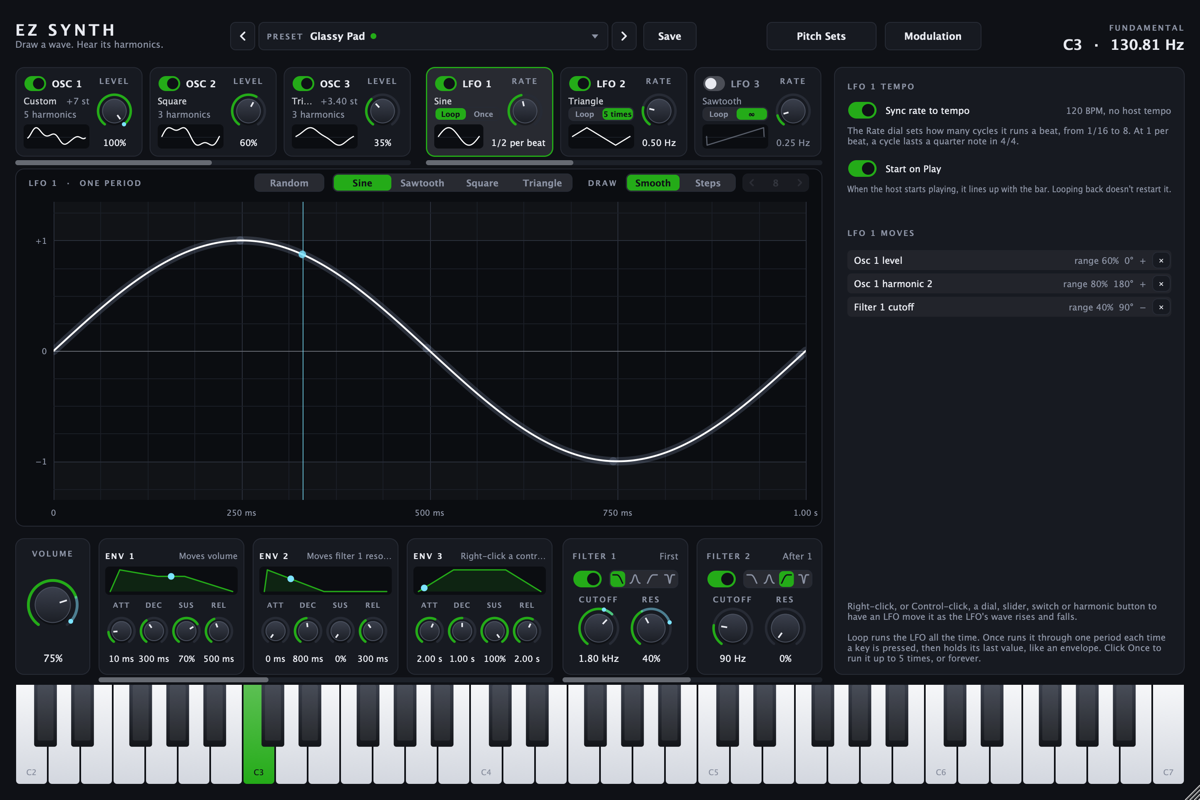 EZ SYNTH
Draw a wave. Hear its harmonics.
PRESET Glassy Pad
Save
Pitch Sets
Modulation
FUNDAMENTAL
C3 · 130.81 Hz
OSC 1 LEVEL
Custom +7 st
5 harmonics
100%
OSC 2 LEVEL
Square
3 harmonics
60%
OSC 3 LEVEL
Tri... +3.40 st
3 harmonics
35%
LFO 1 RATE
Sine
Loop Once
1/2 per beat
LFO 2 RATE
Triangle
Loop 5 times
0.50 Hz
LFO 3 RATE
Sawtooth
Loop ∞
0.25 Hz
LFO 1 · ONE PERIOD
Random
Sine Sawtooth Square Triangle
DRAW Smooth Steps
8
+1
0
−1
0 250 ms 500 ms 750 ms 1.00 s
LFO 1 TEMPO
Sync rate to tempo 120 BPM, no host tempo
The Rate dial sets how many cycles it runs a beat, from 1/16 to 8. At 1 per
beat, a cycle lasts a quarter note in 4/4.
Start on Play
When the host starts playing, it lines up with the bar. Looping back doesn't restart it.
LFO 1 MOVES
Osc 1 level range 60% 0° + ×
Osc 1 harmonic 2 range 80% 180° + ×
Filter 1 cutoff range 40% 90° − ×
Right-click, or Control-click, a dial, slider, switch or harmonic button to
have an LFO move it as the LFO's wave rises and falls.
Loop runs the LFO all the time. Once runs it through one period each time
a key is pressed, then holds its last value, like an envelope. Click Once to
run it up to 5 times, or forever.
VOLUME
75%
ENV 1 Moves volume
ATT DEC SUS REL
10 ms 300 ms 70% 500 ms
ENV 2 Moves filter 1 reso...
ATT DEC SUS REL
0 ms 800 ms 0% 300 ms
ENV 3 Right-click a contr...
ATT DEC SUS REL
2.00 s 1.00 s 100% 2.00 s
FILTER 1 First
CUTOFF RES
1.80 kHz 40%
FILTER 2 After 1
CUTOFF RES
90 Hz 0%
C2 C3 C4 C5 C6 C7